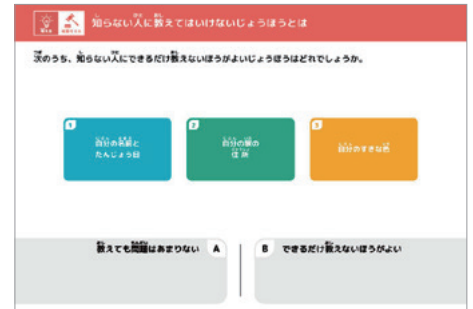 知らない人に教えてはいけないじょうほうとは
次のうち、知らない人にできるだけ教えないほうがよいじょうほうはどれでしょうか。
1
自分の名前と
たんじょう日
2
自分の家の
住所
3
自分のすきな色
教えても問題はあまりない A
B できるだけ教えないほうがよい